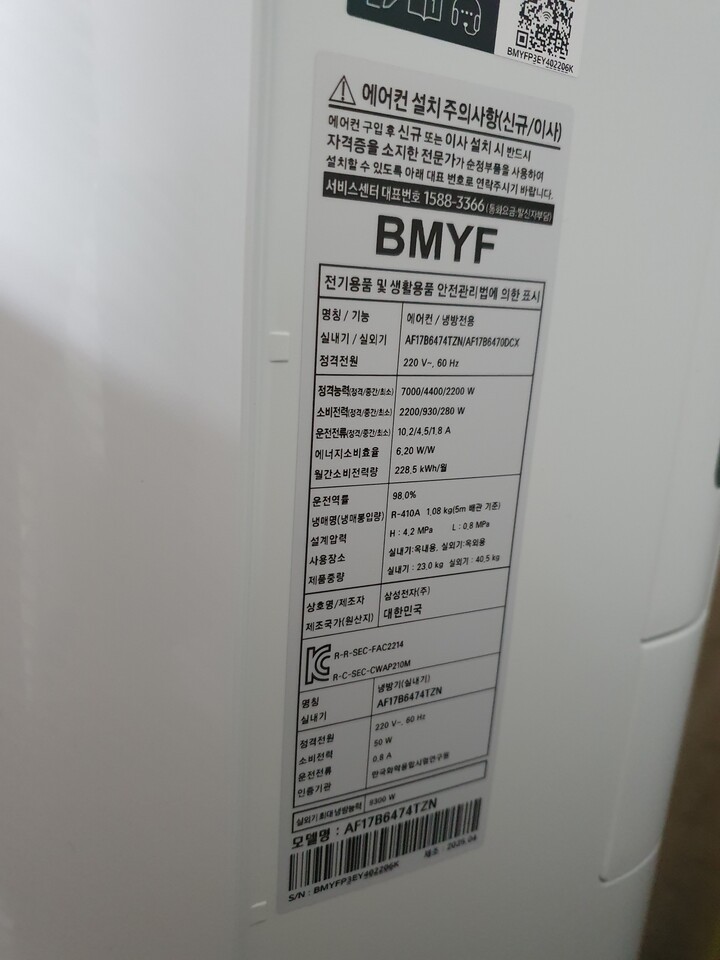 BMYFP3EY402206K
에어컨 설치 주의사항(신규/이사)
에어컨 구입 후 신규 또는 이사 설치 시 반드시
자격증을 소지한 전문가가 순정부품을 사용하여
설치할 수 있도록 아래 대표 번호로 연락주시기 바랍니다.
서비스센터 대표번호 1588-3366 (통화요금:발신자부담)
BMYF
전기용품 및 생활용품 안전관리법에 의한 표시
명칭 / 기능 에어컨 / 냉방전용
실내기 / 실외기 AF17B6474TZN/AF17B6470DCX
정격전원 220 V~, 60 Hz
정격능력(정격/중간/최소) 7000/4400/2200 W
소비전력(정격/중간/최소) 2200/930/280 W
운전전류(정격/중간/최소) 10.2/4.5/1.8 A
에너지소비효율 6.20 W/W
월간소비전력량 228.5 kWh/월
운전역률 98.0%
냉매명(냉매봉입량) R-410A 1.08 kg(5m 배관 기준)
설계압력 H : 4.2 MPa L : 0.8 MPa
사용장소 실내기:옥내용, 실외기:옥외용
제품중량 실내기 : 23.0 kg 실외기 : 40.5 kg
상호명/제조자 삼성전자(주)
제조국가(원산지) 대한민국
R-R-SEC-FAC2214
R-C-SEC-CWAP210M
명칭 냉방기(실내기)
실내기 AF17B6474TZN
정격전원 220 V~, 60 Hz
소비전력 50 W
운전전류 0.8 A
인증기관 한국화학융합시험연구원
실외기 최대 냉방능력 9300 W
모델명 : AF17B6474TZN
S/N : BMYFP3EY402206K 제조 :